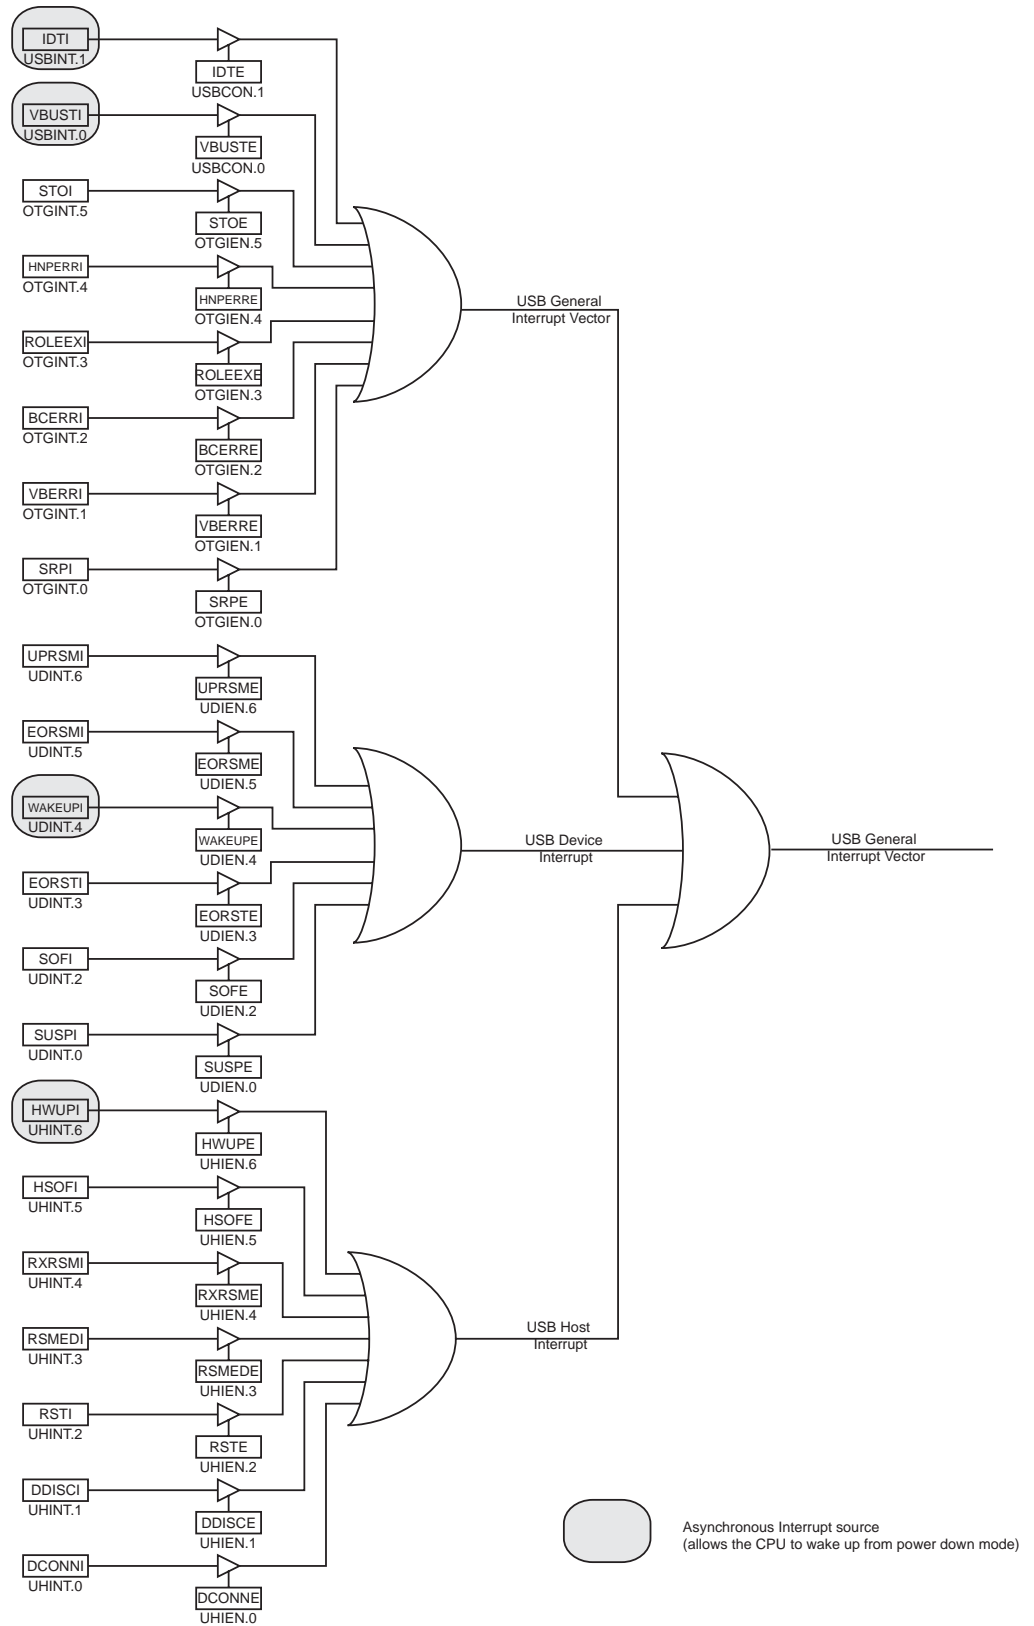 IDTI
USBINT.1
IDTE
USBCON.1
VBUSTI
USBINT.0
VBUSTE
USBCON.0
STOI
OTGINT.5
STOE
OTGIEN.5
HNPERRI
OTGINT.4
HNPERRE
OTGIEN.4
USB General
Interrupt Vector
ROLEEXI
OTGINT.3
ROLEEXE
OTGIEN.3
BCERRI
OTGINT.2
BCERRE
OTGIEN.2
VBERRI
OTGINT.1
VBERRE
OTGIEN.1
SRPI
OTGINT.0
SRPE
OTGIEN.0
UPRSMI
UDINT.6
UPRSME
UDIEN.6
EORSMI
UDINT.5
EORSME
UDIEN.5
WAKEUPI
UDINT.4
WAKEUPE
UDIEN.4
USB Device
Interrupt
USB General
Interrupt Vector
EORSTI
UDINT.3
EORSTE
UDIEN.3
SOFI
UDINT.2
SOFE
UDIEN.2
SUSPI
UDINT.0
SUSPE
UDIEN.0
HWUPI
UHINT.6
HWUPE
UHIEN.6
HSOFI
UHINT.5
HSOFE
UHIEN.5
RXRSMI
UHINT.4
RXRSME
UHIEN.4
RSMEDI
UHINT.3
RSMEDE
UHIEN.3
USB Host
Interrupt
RSTI
UHINT.2
RSTE
UHIEN.2
DDISCI
UHINT.1
DDISCE
UHIEN.1
DCONNI
UHINT.0
DCONNE
UHIEN.0
Asynchronous Interrupt source
(allows the CPU to wake up from power down mode)